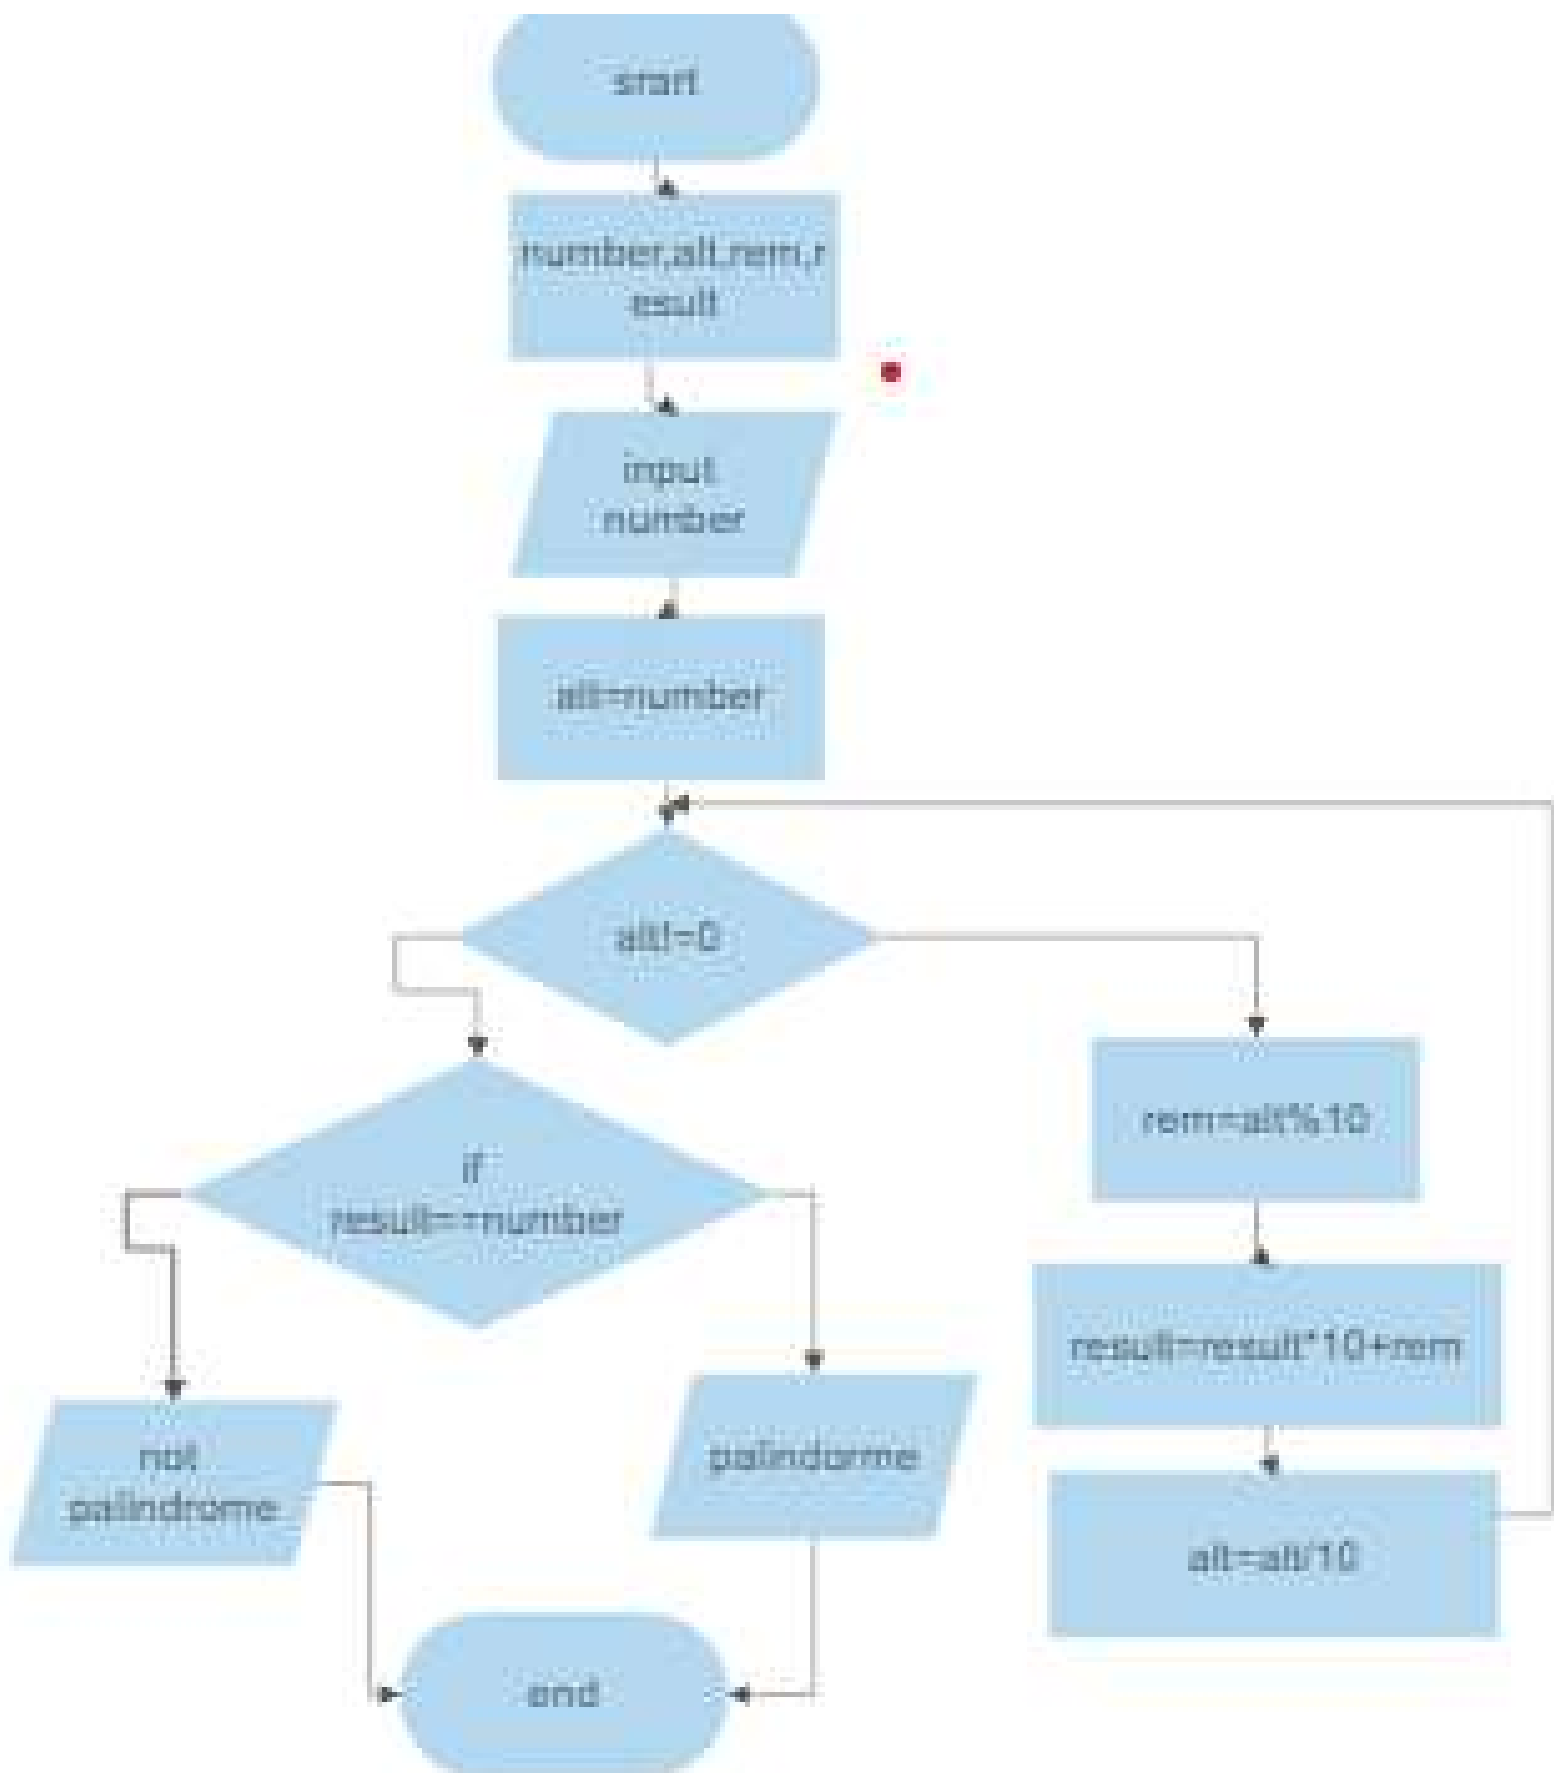 srart
number,alt,rem,r
esult
input
number
alt=number
alt!=0
if
result==number
rem=alt%10
result=result*10+rem
alt=alt/10
not
palindrome
palindorme
end